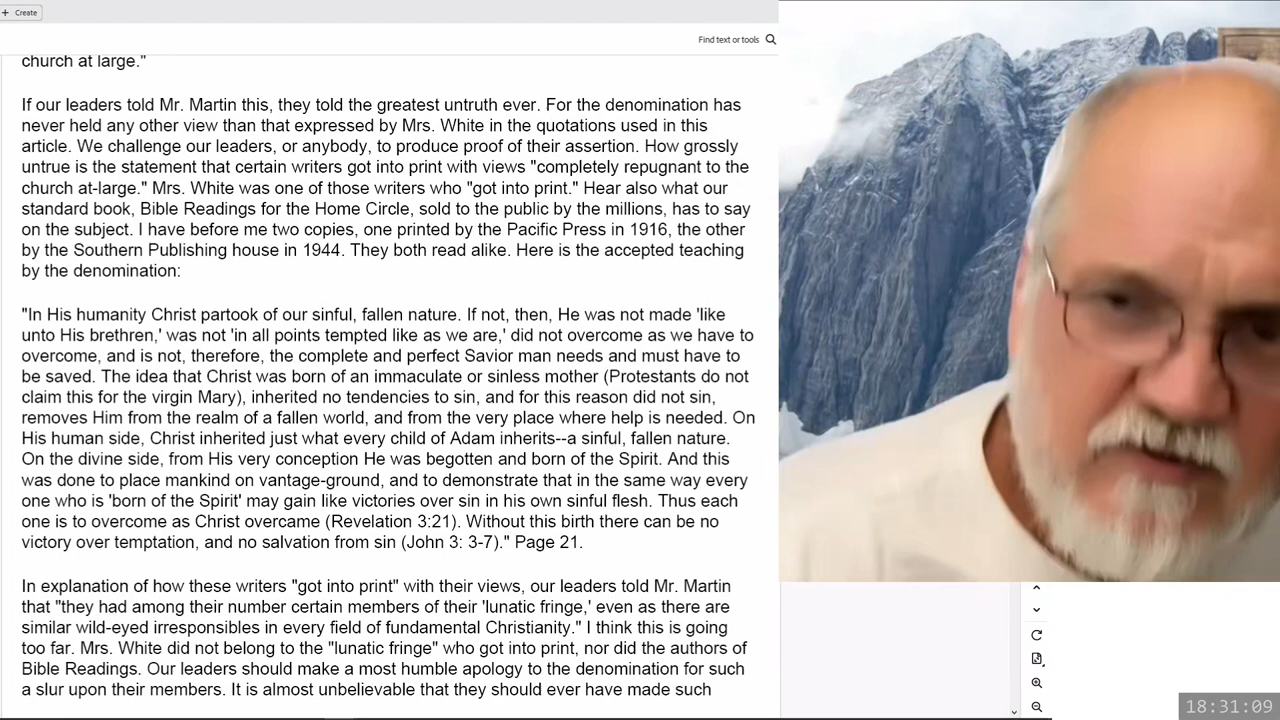 + Create
Find text or tools
church at large."
If our leaders told Mr. Martin this, they told the greatest untruth ever. For the denomination has
never held any other view than that expressed by Mrs. White in the quotations used in this
article. We challenge our leaders, or anybody, to produce proof of their assertion. How grossly
untrue is the statement that certain writers got into print with views "completely repugnant to the
church at-large." Mrs. White was one of those writers who "got into print." Hear also what our
standard book, Bible Readings for the Home Circle, sold to the public by the millions, has to say
on the subject. I have before me two copies, one printed by the Pacific Press in 1916, the other
by the Southern Publishing house in 1944. They both read alike. Here is the accepted teaching
by the denomination:
"In His humanity Christ partook of our sinful, fallen nature. If not, then, He was not made 'like
unto His brethren,' was not 'in all points tempted like as we are,' did not overcome as we have to
overcome, and is not, therefore, the complete and perfect Savior man needs and must have to
be saved. The idea that Christ was born of an immaculate or sinless mother (Protestants do not
claim this for the virgin Mary), inherited no tendencies to sin, and for this reason did not sin,
removes Him from the realm of a fallen world, and from the very place where help is needed. On
His human side, Christ inherited just what every child of Adam inherits--a sinful, fallen nature.
On the divine side, from His very conception He was begotten and born of the Spirit. And this
was done to place mankind on vantage-ground, and to demonstrate that in the same way every
one who is 'born of the Spirit' may gain like victories over sin in his own sinful flesh. Thus each
one is to overcome as Christ overcame (Revelation 3:21). Without this birth there can be no
victory over temptation, and no salvation from sin (John 3: 3-7)." Page 21.
In explanation of how these writers "got into print" with their views, our leaders told Mr. Martin
that "they had among their number certain members of their 'lunatic fringe,' even as there are
similar wild-eyed irresponsibles in every field of fundamental Christianity." I think this is going
too far. Mrs. White did not belong to the "lunatic fringe" who got into print, nor did the authors of
Bible Readings. Our leaders should make a most humble apology to the denomination for such
a slur upon their members. It is almost unbelievable that they should ever have made such
18:31:09